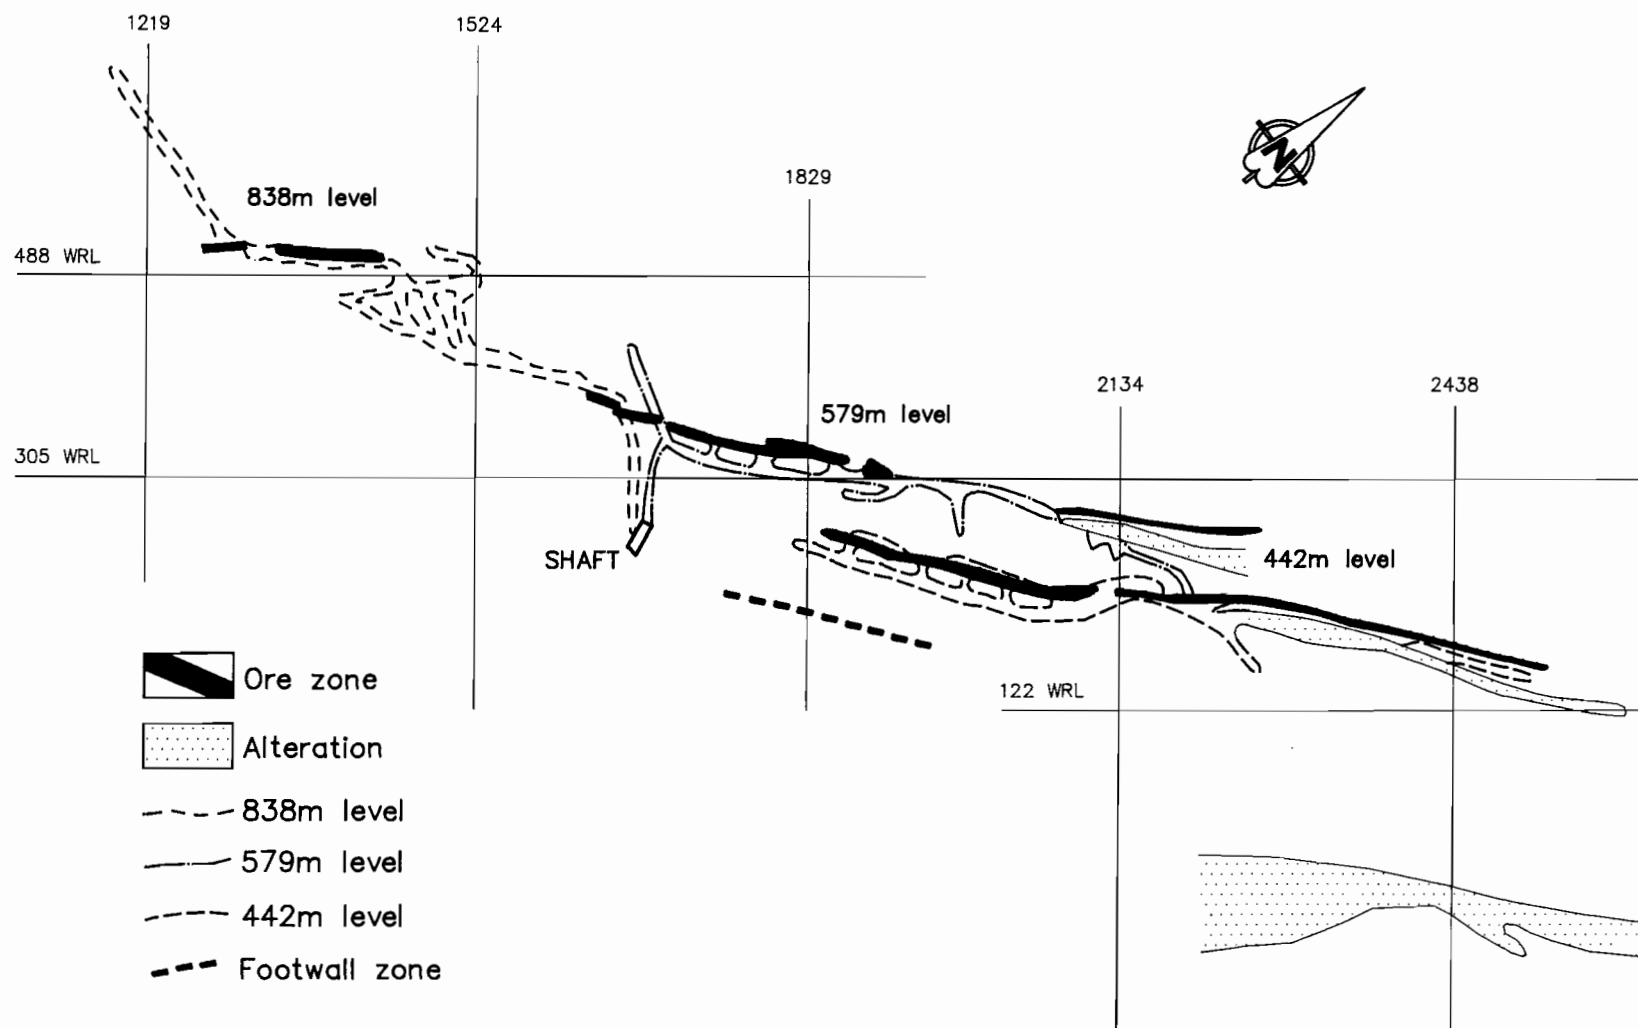 1219
1524
N
1829
838m level
488 WRL
2134
2438
579m level
305 WRL
SHAFT
442m level
Ore zone
122 WRL
Alteration
838m level
579m level
442m level
Footwall zone